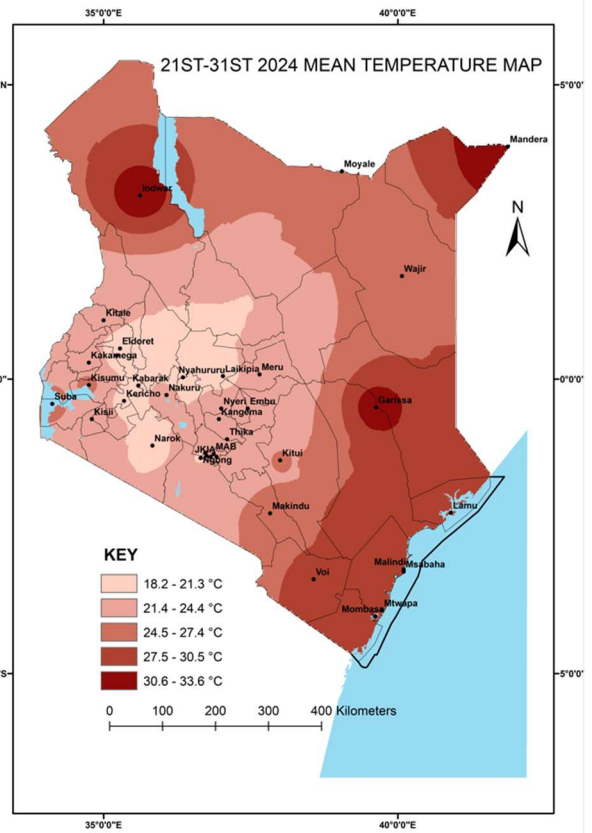 35°0'0"E 40°0'0"E
21ST-31ST 2024 MEAN TEMPERATURE MAP
N 5°0'0'
Mandera
Moyale
lodwar
N
Wajir
Kitale
Eldoret
Kakamega
0'0" 0°0'0'
Kisumu Kabarak Nyahururu Laikipia Meru
Suba Kericho Nakuru Garissa
Kisii Nyeri Embu
Kangema
Thika
Narok
JKIA MAB
Ngong Kitui
Makindu Lamu
KEY
Voi Malindi Msabaha
18.2 - 21.3 °C
21.4 - 24.4 °C Mombasa Mtwapa
24.5 - 27.4 °C
27.5 - 30.5 °C
30.6 - 33.6 °C
S 5°0'0'
0 100 200 300 400 Kilometers
35°0'0"E 40°0'0"E